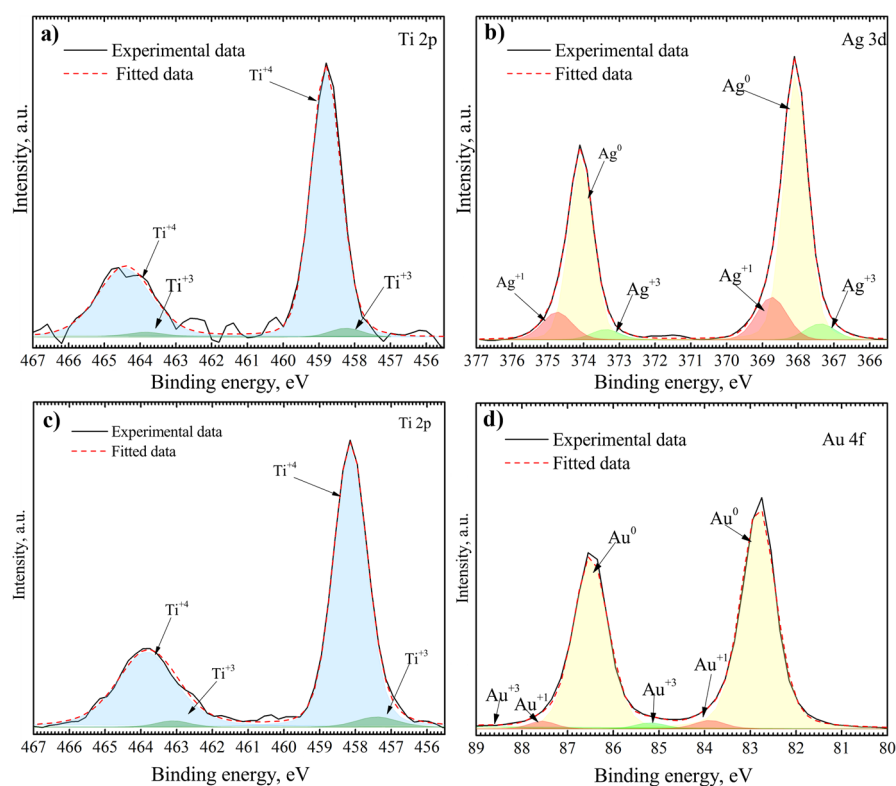 a)
Ti 2p
Experimental data
Fitted data
Ti+4
Ti+4
Ti+3
Ti+3
Intensity, a.u.
467 466 465 464 463 462 461 460 459 458 457 456
Binding energy, eV
b)
Ag 3d
Experimental data
Fitted data
Ag0
Ag0
Ag+1
Ag+3
Ag+1
Ag+3
Intensity, a.u.
377 376 375 374 373 372 371 370 369 368 367 366
Binding energy, eV
c)
Ti 2p
Experimental data
Fitted data
Ti+4
Ti+4
Ti+3
Ti+3
Intensity, a.u.
467 466 465 464 463 462 461 460 459 458 457 456
Binding energy, eV
d)
Au 4f
Experimental data
Fitted data
Au0
Au0
Au+3
Au+1
Au+3
Au+1
Intensity, a.u.
89 88 87 86 85 84 83 82 81 80
Binding energy, eV